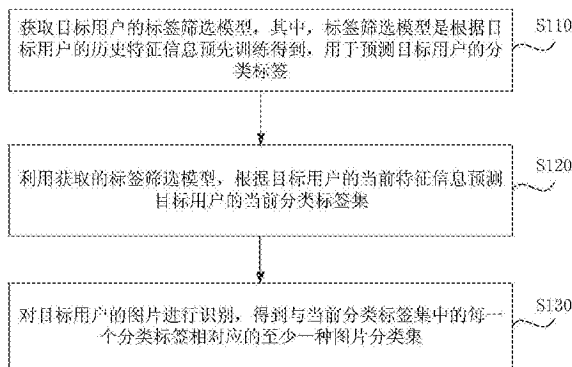 获取目标用户的标签筛选模型，其中，标签筛选模型是根据目
标用户的历史特征信息预先训练得到，用于预测目标用户的分
类标签
S110
利用获取的标签筛选模型，根据目标用户的当前特征信息预测
目标用户的当前分类标签集
S120
对目标用户的图片进行识别，得到与当前分类标签集中的每一
个分类标签相对应的至少一种图片分类集
S130